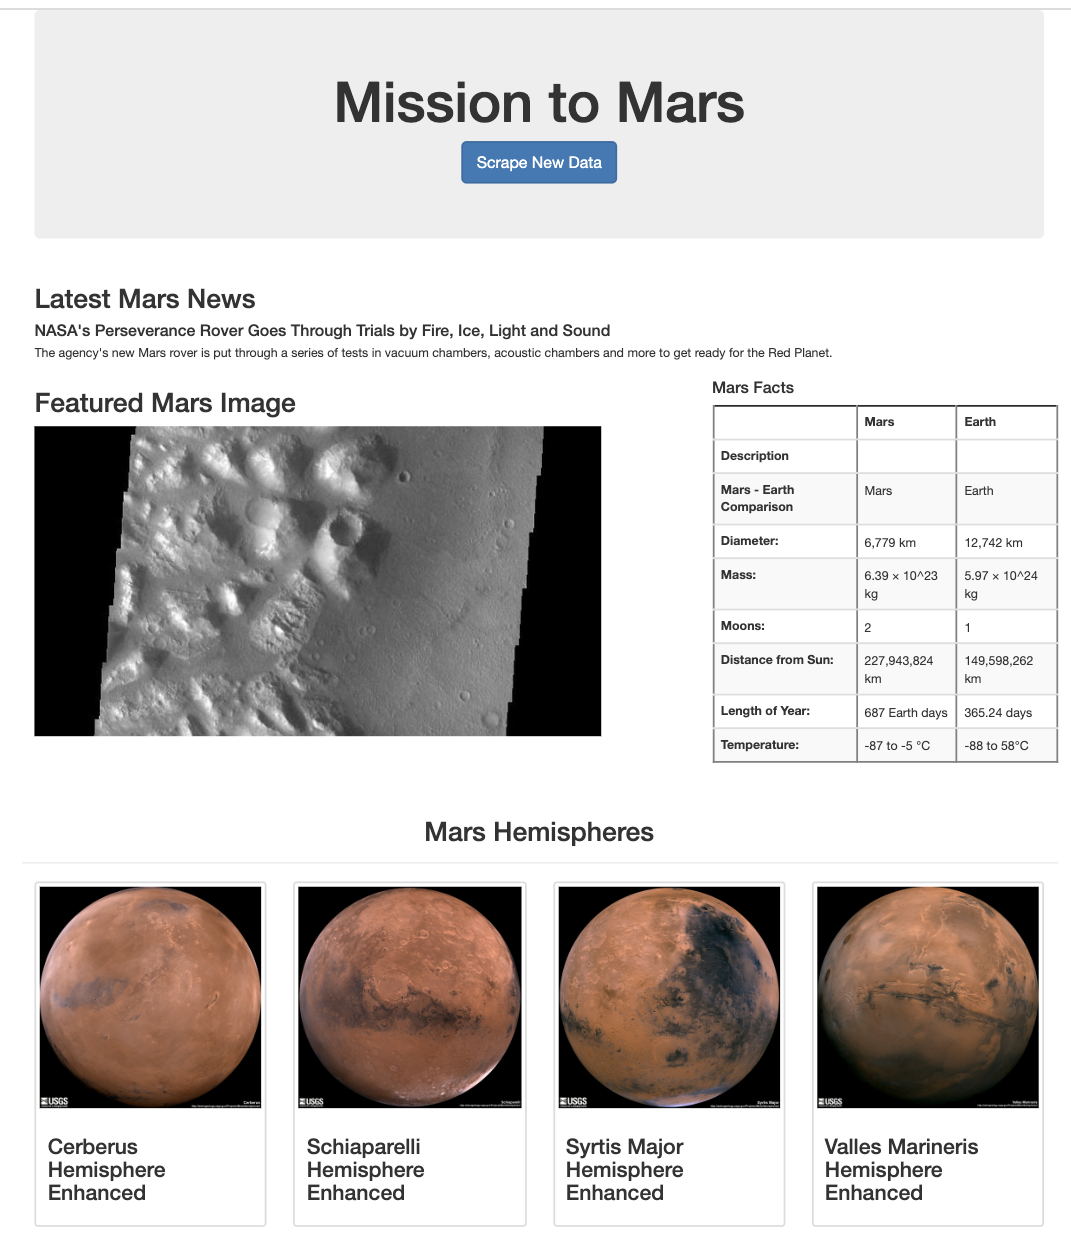 Mission to Mars
Scrape New Data
Latest Mars News
NASA's Perseverance Rover Goes Through Trials by Fire, Ice, Light and Sound
The agency's new Mars rover is put through a series of tests in vacuum chambers, acoustic chambers and more to get ready for the Red Planet.
Featured Mars Image
Mars Facts
Mars Earth
Description
Mars - Earth Comparison Mars Earth
Diameter: 6,779 km 12,742 km
Mass: 6.39 × 10^23 kg 5.97 × 10^24 kg
Moons: 2 1
Distance from Sun: 227,943,824 km 149,598,262 km
Length of Year: 687 Earth days 365.24 days
Temperature: -87 to -5 °C -88 to 58°C
Mars Hemispheres
USGS
Cerberus
USGS
Schiaparelli
USGS
Syrtis Major
USGS
Valles Marineris
Cerberus
Hemisphere
Enhanced
Schiaparelli
Hemisphere
Enhanced
Syrtis Major
Hemisphere
Enhanced
Valles Marineris
Hemisphere
Enhanced